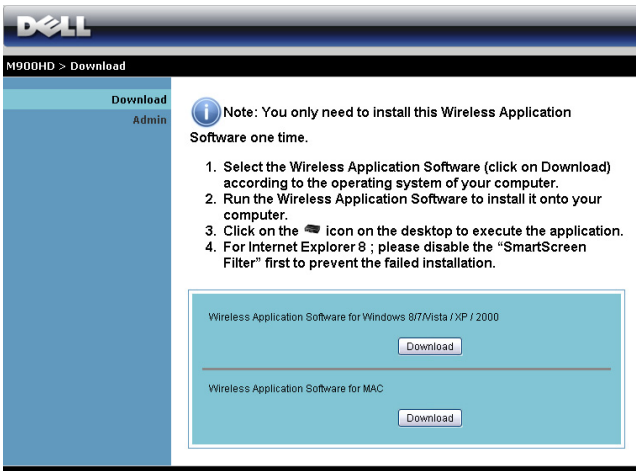 DELL
M900HD > Download
Download
Admin
Note: You only need to install this Wireless Application
Software one time.
1. Select the Wireless Application Software (click on Download)
according to the operating system of your computer.
2. Run the Wireless Application Software to install it onto your
computer.
3. Click on the icon on the desktop to execute the application.
4. For Internet Explorer 8 ; please disable the “SmartScreen
Filter” first to prevent the failed installation.
Wireless Application Software for Windows 8/7/Vista / XP / 2000
Download
Wireless Application Software for MAC
Download